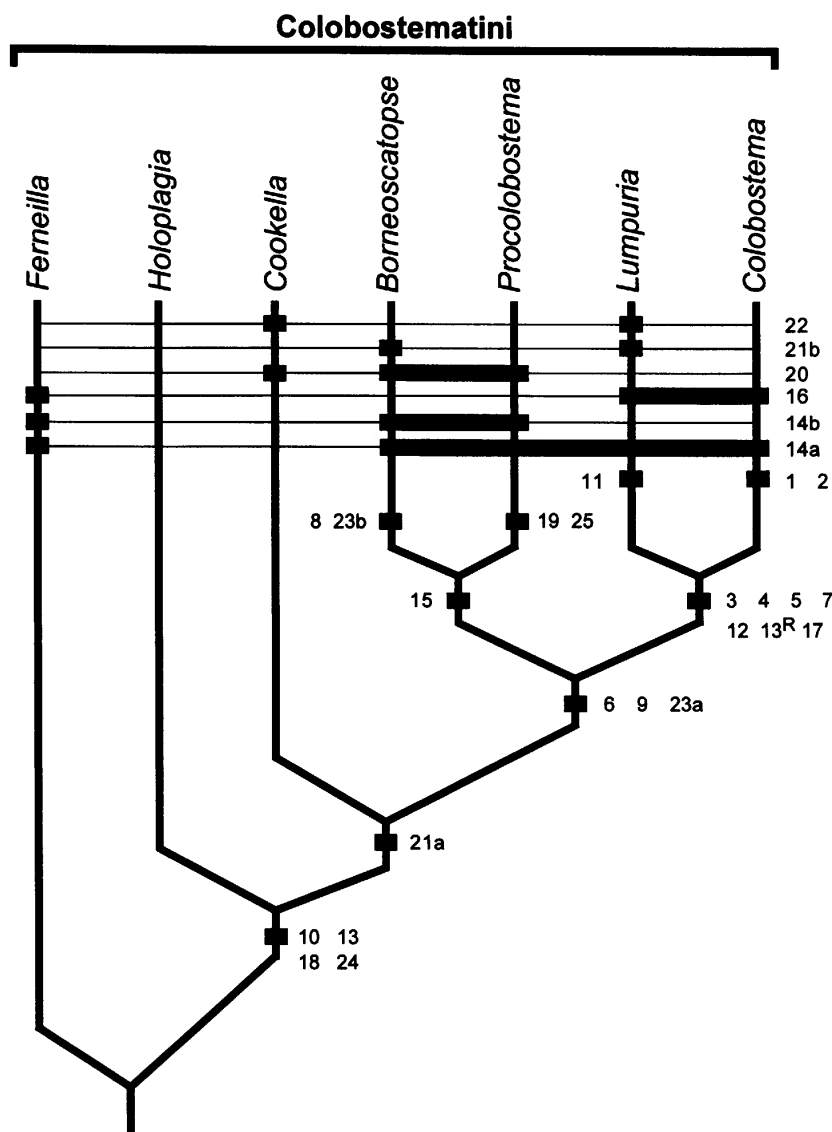 Colobostematini
Ferneilla
Holoplagia
Cookella
Borneoscatopse
Procolobostema
Lumpuria
Colobostema
22
21b
20
16
14b
14a
11
1 2
8 23b
19 25
15
3 4 5 7
12 13R 17
6 9 23a
21a
10 13
18 24